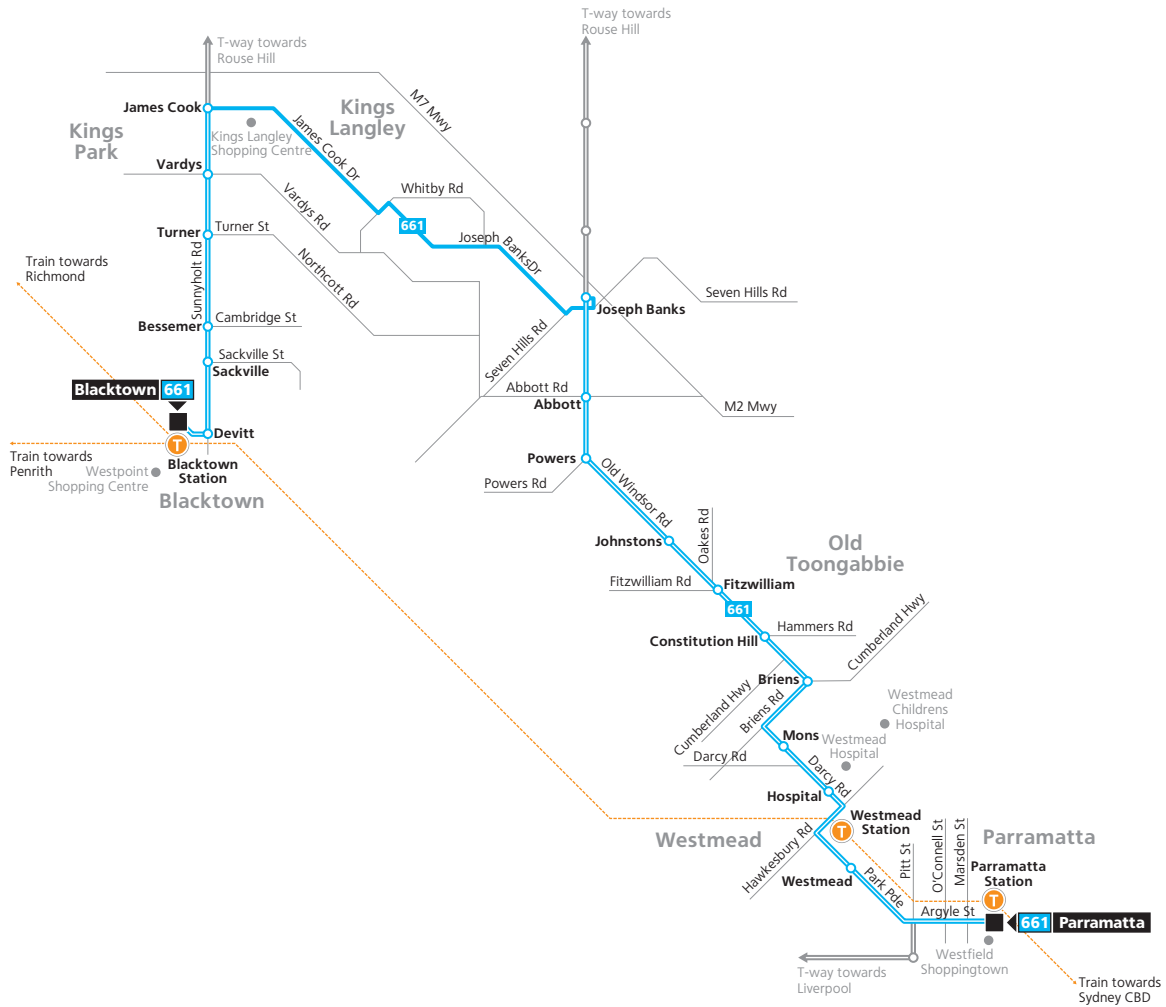 T-way towards
Rouse Hill
T-way towards
Rouse Hill
James Cook
Kings
Langley
M7 Mwy
Kings
Park
Kings Langley
Shopping Centre
James Cook Dr
Vardys
Vardys Rd
Whitby Rd
661
Turner
Turner St
Joseph BanksDr
Sunnyholt Rd
Northcott Rd
Train towards
Richmond
Seven Hills Rd
Joseph Banks
Bessemer
Cambridge St
Seven Hills Rd
Sackville St
Sackville
Blacktown 661
Abbott Rd
Abbott
M2 Mwy
Devitt
T
Train towards
Penrith
Blacktown
Station
Westpoint
Shopping Centre
Blacktown
Powers
Powers Rd
Old Windsor Rd
Johnstons
Oakes Rd
Old
Toongabbie
Fitzwilliam Rd
Fitzwilliam
661
Hammers Rd
Constitution Hill
Cumberland Hwy
Briens
Cumberland Hwy
Briens Rd
Westmead
Childrens
Hospital
Mons
Westmead
Hospital
Darcy Rd
Darcy Rd
Hospital
Westmead
Station
T
Westmead
Hawkesbury Rd
Pitt St
O'Connell St
Marsden St
Parramatta
Parramatta
Station
T
Westmead
Park Pde
Argyle St
661 Parramatta
Westfield
Shoppingtown
T-way towards
Liverpool
Train towards
Sydney CBD